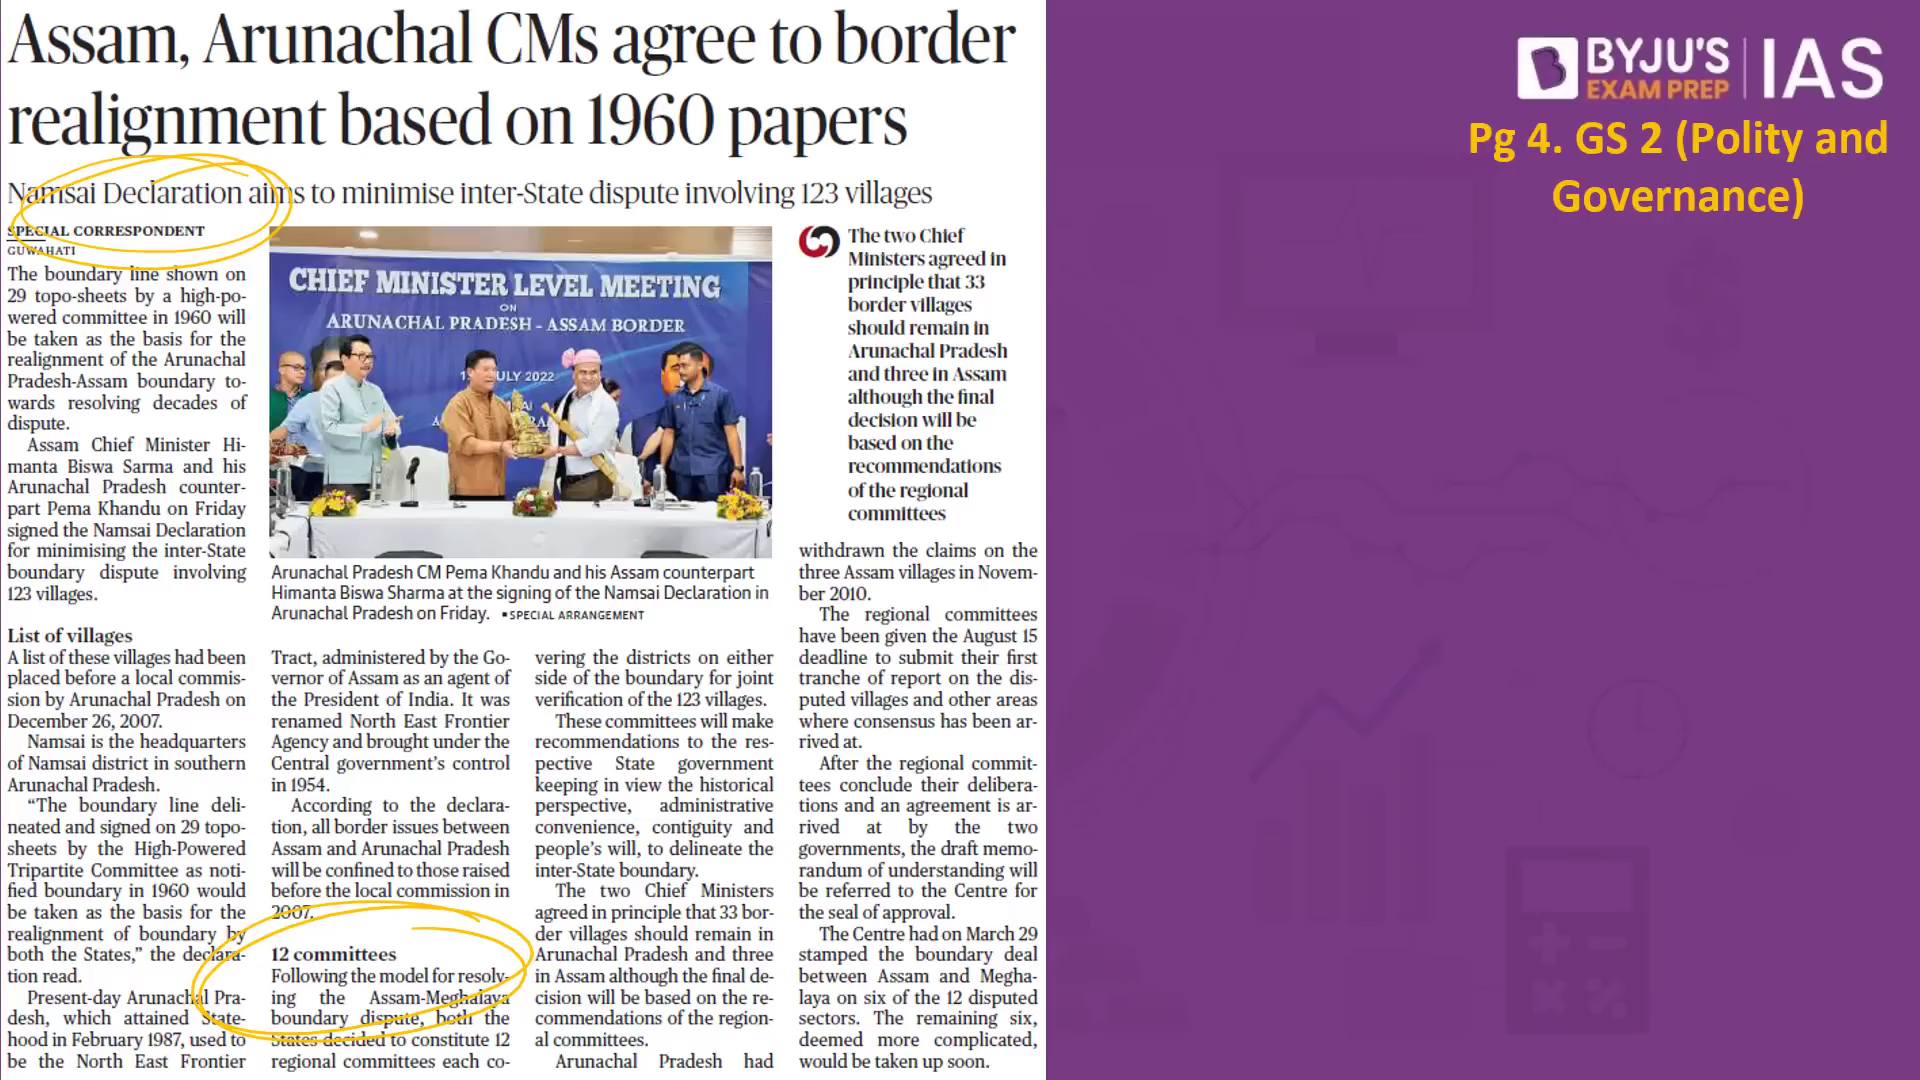 Assam, Arunachal CMs agree to border
realignment based on 1960 papers
Namsai Declaration aims to minimise inter-State dispute involving 123 villages
SPECIAL CORRESPONDENT
GUWAHATI
The boundary line shown on
29 topo-sheets by a high-po-
wered committee in 1960 will
be taken as the basis for the
realignment of the Arunachal
Pradesh-Assam boundary to-
wards resolving decades of
dispute.
Assam Chief Minister Hi-
manta Biswa Sarma and his
Arunachal Pradesh counter-
part Pema Khandu on Friday
signed the Namsai Declaration
for minimising the inter-State
boundary dispute involving
123 villages.
List of villages
A list of these villages had been
placed before a local commis-
sion by Arunachal Pradesh on
December 26, 2007.
Namsai is the headquarters
of Namsai district in southern
Arunachal Pradesh.
“The boundary line deli-
neated and signed on 29 topo-
sheets by the High-Powered
Tripartite Committee as noti-
fied boundary in 1960 would
be taken as the basis for the
realignment of boundary by
both the States,” the declara-
tion read.
Present-day Arunachal Pra-
desh, which attained State-
hood in February 1987, used to
be the North East Frontier
CHIEF MINISTER LEVEL MEETING
ON
ARUNACHAL PRADESH - ASSAM BORDER
JULY 2022
Arunachal Pradesh CM Pema Khandu and his Assam counterpart
Himanta Biswa Sharma at the signing of the Namsai Declaration in
Arunachal Pradesh on Friday. ▪SPECIAL ARRANGEMENT
Tract, administered by the Go-
vernor of Assam as an agent of
the President of India. It was
renamed North East Frontier
Agency and brought under the
Central government’s control
in 1954.
According to the declara-
tion, all border issues between
Assam and Arunachal Pradesh
will be confined to those raised
before the local commission in
2007.
12 committees
Following the model for resolv-
ing the Assam-Meghalaya
boundary dispute, both the
States decided to constitute 12
regional committees each co-
vering the districts on either
side of the boundary for joint
verification of the 123 villages.
These committees will make
recommendations to the res-
pective State government
keeping in view the historical
perspective, administrative
convenience, contiguity and
people’s will, to delineate the
inter-State boundary.
The two Chief Ministers
agreed in principle that 33 bor-
der villages should remain in
Arunachal Pradesh and three
in Assam although the final de-
cision will be based on the re-
commendations of the region-
al committees.
Arunachal Pradesh had
The two Chief
Ministers agreed in
principle that 33
border villages
should remain in
Arunachal Pradesh
and three in Assam
although the final
decision will be
based on the
recommendations
of the regional
committees
withdrawn the claims on the
three Assam villages in Novem-
ber 2010.
The regional committees
have been given the August 15
deadline to submit their first
tranche of report on the dis-
puted villages and other areas
where consensus has been ar-
rived at.
After the regional commit-
tees conclude their delibera-
tions and an agreement is ar-
rived at by the two
governments, the draft memo-
randum of understanding will
be referred to the Centre for
the seal of approval.
The Centre had on March 29
stamped the boundary deal
between Assam and Megha-
laya on six of the 12 disputed
sectors. The remaining six,
deemed more complicated,
would be taken up soon.
BYJU'S
EXAM PREP
IAS
Pg 4. GS 2 (Polity and
Governance)